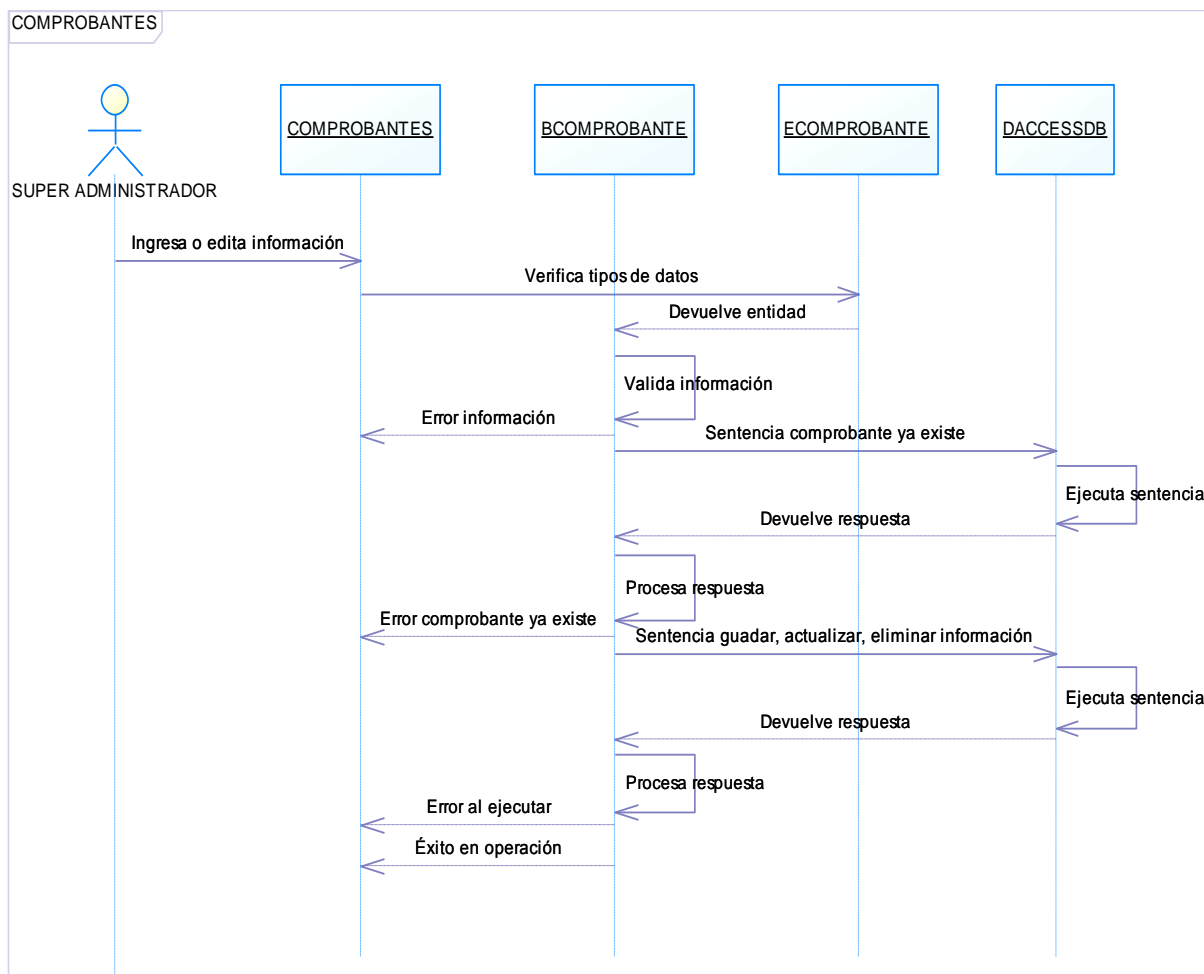 COMPROBANTES
COMPROBANTES
BCOMPROBANTE
ECOMPROBANTE
DACCESSDB
SUPER ADMINISTRADOR
Ingresa o edita información
Verifica tipos de datos
Devuelve entidad
Valida información
Error información
Sentencia comprobante ya existe
Ejecuta sentencia
Devuelve respuesta
Procesa respuesta
Error comprobante ya existe
Sentencia guadar, actualizar, eliminar información
Ejecuta sentencia
Devuelve respuesta
Procesa respuesta
Error al ejecutar
Éxito en operación